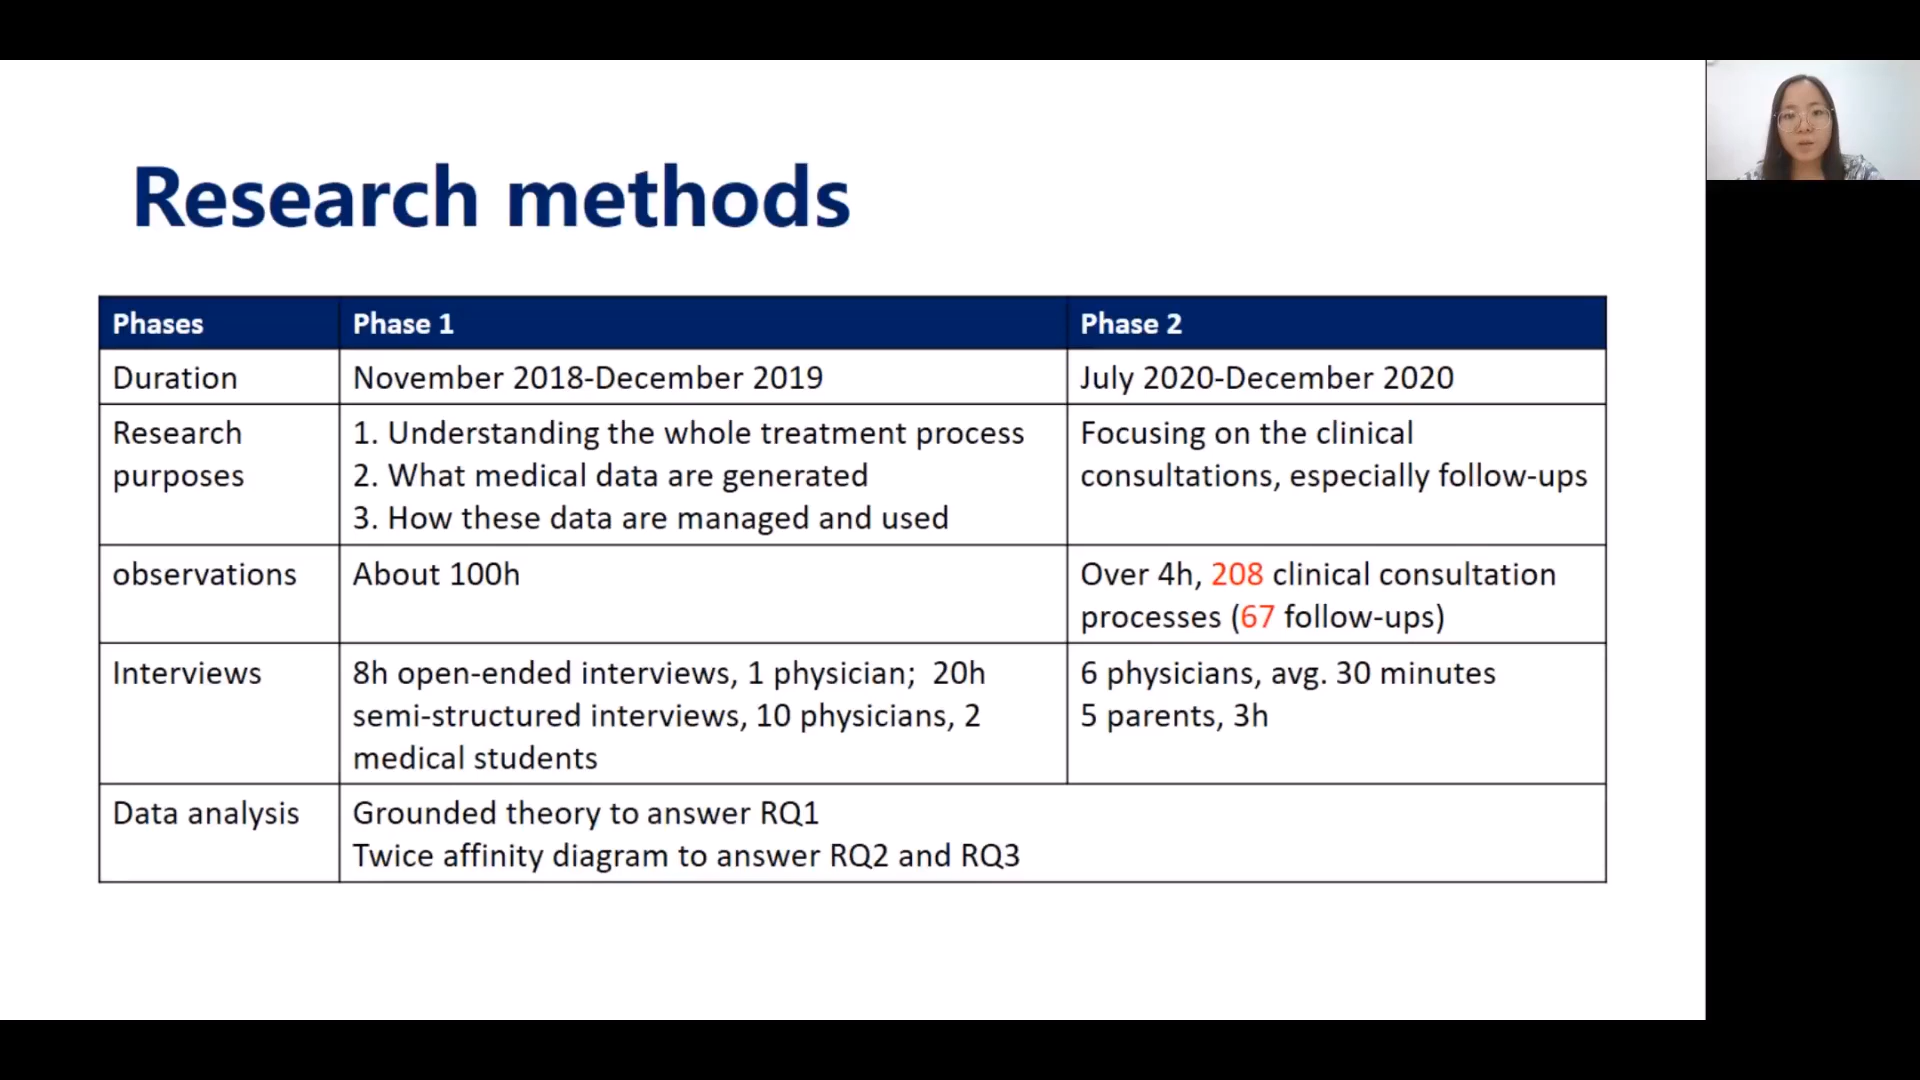 Research methods
Phases Phase 1 Phase 2
Duration November 2018-December 2019 July 2020-December 2020
Research purposes
1. Understanding the whole treatment process
2. What medical data are generated
3. How these data are managed and used
Focusing on the clinical
consultations, especially follow-ups
observations About 100h
Over 4h, 208 clinical consultation
processes (67 follow-ups)
Interviews
8h open-ended interviews, 1 physician; 20h
semi-structured interviews, 10 physicians, 2
medical students
6 physicians, avg. 30 minutes
5 parents, 3h
Data analysis
Grounded theory to answer RQ1
Twice affinity diagram to answer RQ2 and RQ3